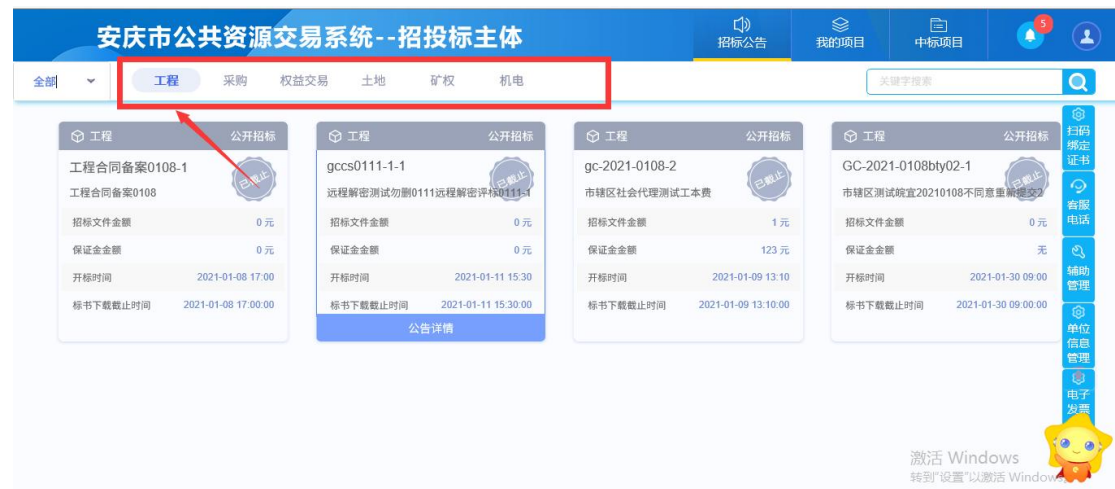 安庆市公共资源交易系统--招投标主体
招标公告
我的项目
中标项目
5
全部
工程 采购 权益交易 土地 矿权 机电
关键字搜索
工程 公开招标
工程合同备案0108-1
已截止
工程合同备案0108
招标文件金额 0 元
保证金金额 0 元
开标时间 2021-01-08 17:00
标书下载截止时间 2021-01-08 17:00:00
工程 公开招标
gccs0111-1-1
已截止
远程解密测试勿删0111远程解密评标0111-1
招标文件金额 0 元
保证金金额 0 元
开标时间 2021-01-11 15:30
标书下载截止时间 2021-01-11 15:30:00
公告详情
工程 公开招标
gc-2021-0108-2
已截止
市辖区社会代理测试工本费
招标文件金额 1 元
保证金金额 123 元
开标时间 2021-01-09 13:10
标书下载截止时间 2021-01-09 13:10:00
工程 公开招标
GC-2021-0108bty02-1
已截止
市辖区测试皖宜20210108不同意重新提交2
招标文件金额 0 元
保证金金额 无
开标时间 2021-01-30 09:00
标书下载截止时间 2021-01-30 09:00:00
扫码
绑定
证书
客服
电话
辅助
管理
单位
信息
管理
电子
发票
激活 Windows
转到"设置"以激活 Windows